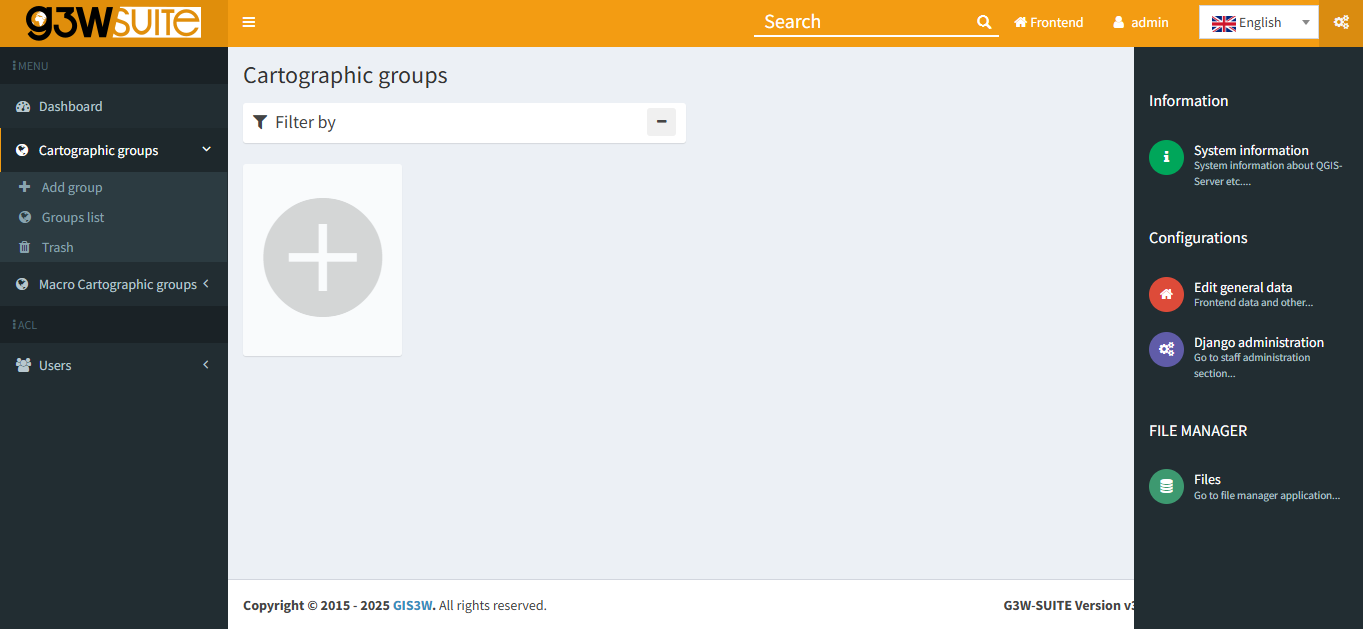 g3WSUITE
Search
Frontend
admin
English
MENU
Dashboard
Cartographic groups
Add group
Groups list
Trash
Macro Cartographic groups
ACL
Users
Cartographic groups
Filter by
Information
System information
System information about QGIS-
Server etc....
Configurations
Edit general data
Frontend data and other...
Django administration
Go to staff administration
section...
FILE MANAGER
Files
Go to file manager application...
Copyright © 2015 - 2025 GIS3W. All rights reserved.
G3W-SUITE Version